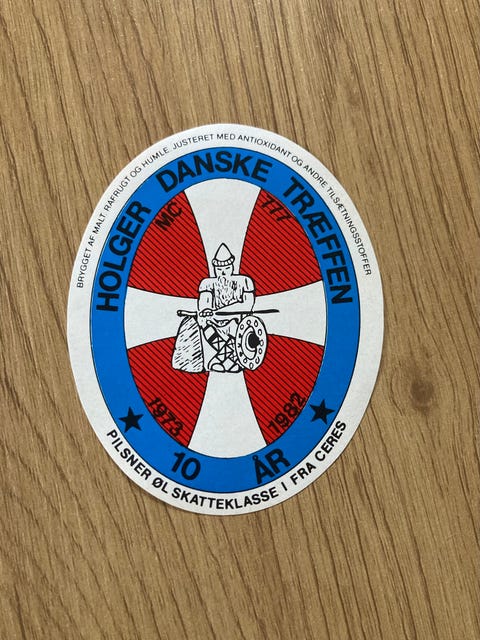 BRYGGET AF MALT, RAFRUGT OG HUMLE. JUSTERET MED ANTIOXIDANT OG ANDRE TILSÆTNINGSSTOFFER
HOLGER DANSKE TRÆFFEN
MC 777
1973 1982
★ 10 ÅR ★
PILSNER ØL SKATTEKLASSE I FRA CERES